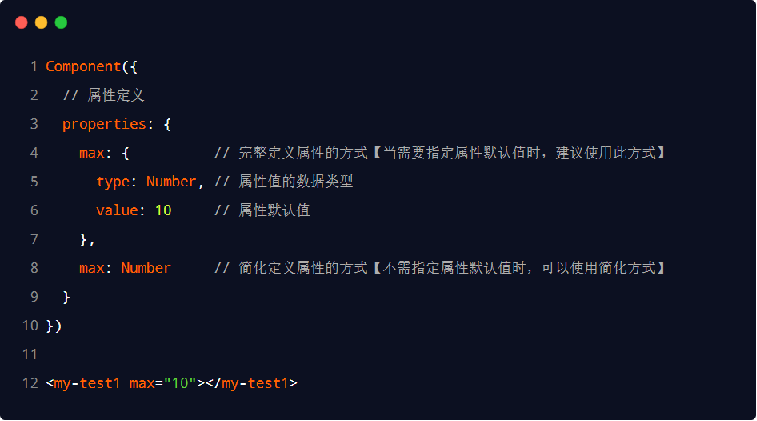 1 Component({
2 // 属性定义
3 properties: {
4 max: { // 完整定义属性的方式【当需要指定属性默认值时，建议使用此方式】
5 type: Number, // 属性值的数据类型
6 value: 10 // 属性默认值
7 },
8 max: Number // 简化定义属性的方式【不需指定属性默认值时，可以使用简化方式】
9 }
10 })
11
12 <my-test1 max="10"></my-test1>